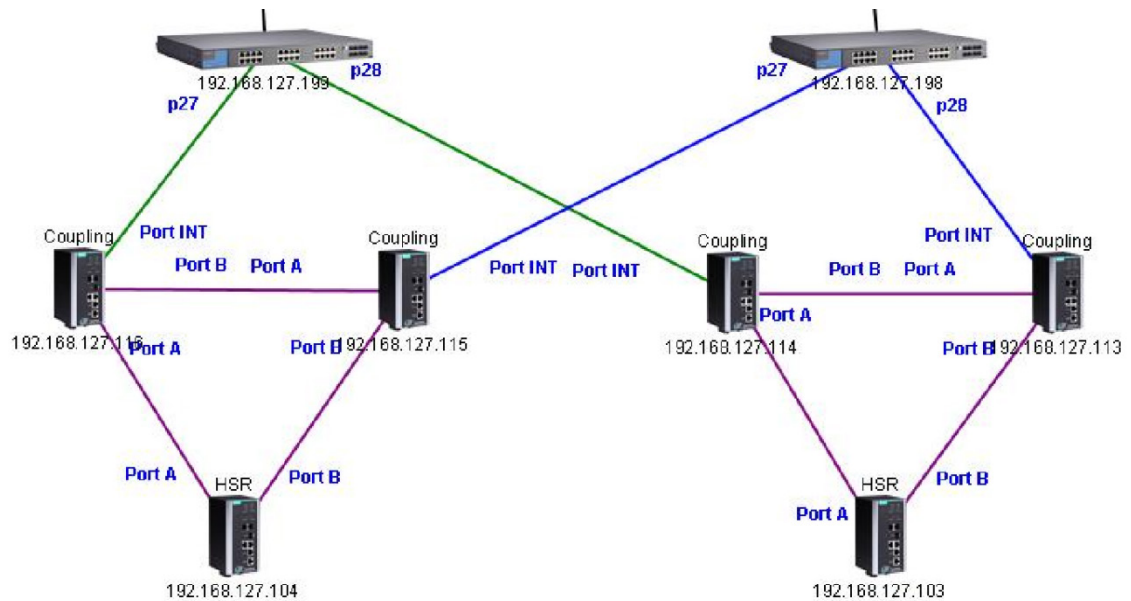 p28
192.168.127.199
p27
p27
192.168.127.198
p28
Coupling
Port INT
Port B
Port A
Coupling
Port INT
Port INT
Coupling
Port B
Port A
Port INT
Coupling
192.168.127.116
Port A
Port B
192.168.127.115
192.168.127.114
Port A
Port B
192.168.127.113
Port A
HSR
Port B
192.168.127.104
Port A
HSR
Port B
192.168.127.103